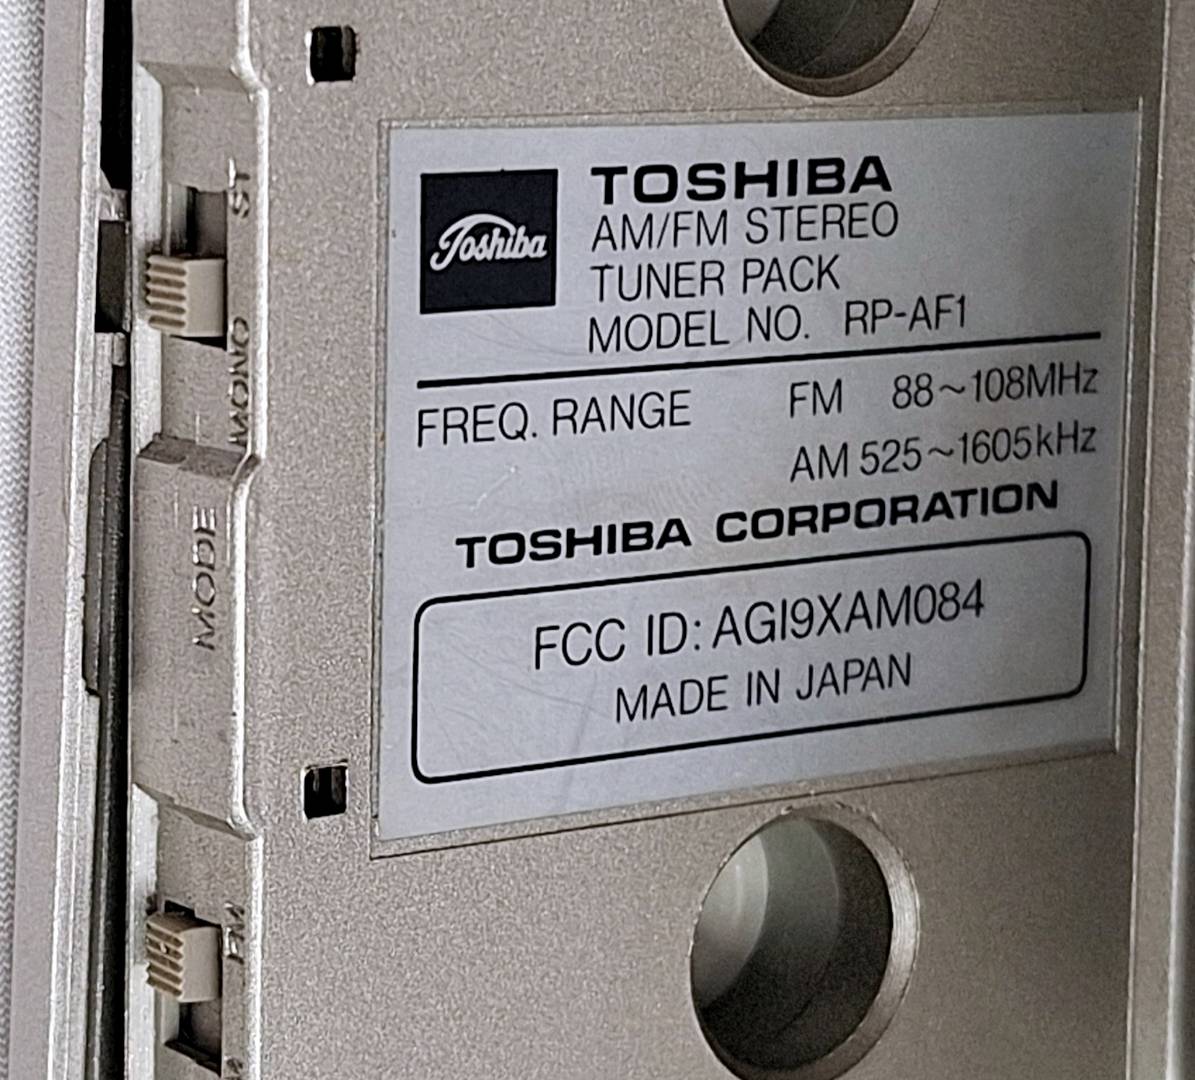 ST
MONO
MODE
FM
Toshiba
TOSHIBA
AM/FM STEREO
TUNER PACK
MODEL NO. RP-AF1
FREQ. RANGE FM 88~108MHz
AM 525~1605kHz
TOSHIBA CORPORATION
FCC ID: AGI9XAM084
MADE IN JAPAN